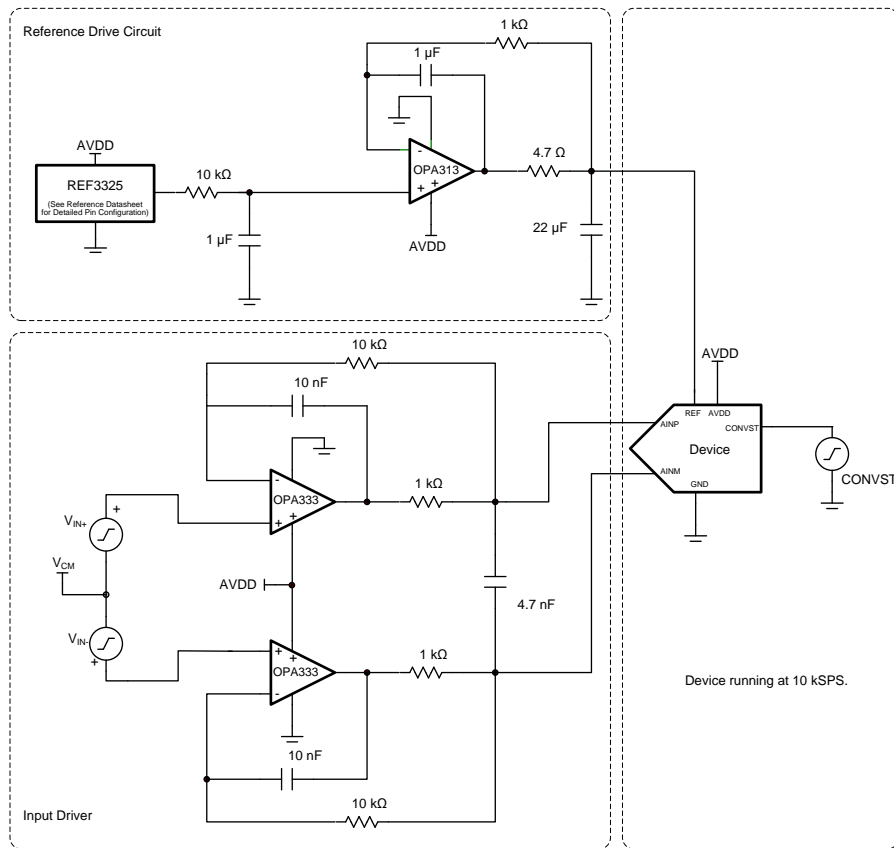 Reference Drive Circuit
1 kΩ
1 µF
AVDD
REF3325
(See Reference Datasheet
for Detailed Pin Configuration)
10 kΩ
1 µF
-
OPA313
+ +
AVDD
4.7 Ω
22 µF
10 kΩ
10 nF
-
OPA333
+ +
1 kΩ
VIN+
+
VCM
VIN-
+
AVDD
4.7 nF
+ +
OPA333
-
1 kΩ
10 nF
10 kΩ
Input Driver
AVDD
REF
AVDD
AINP
CONVST
Device
AINM
GND
CONVST
Device running at 10 kSPS.